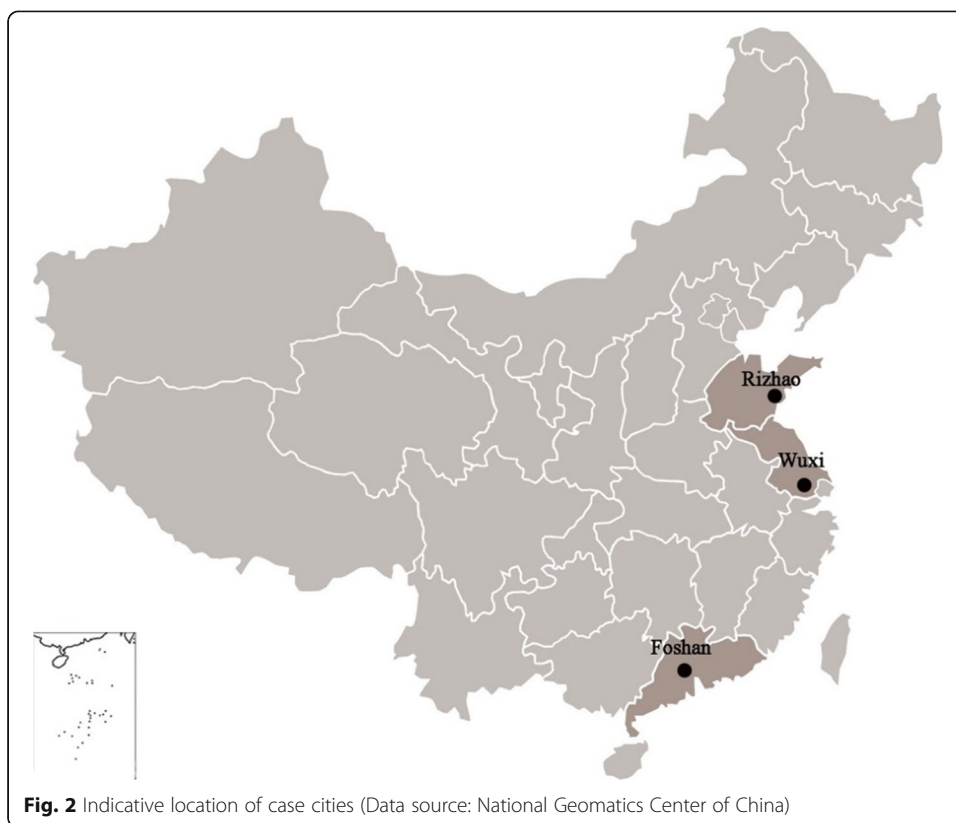 Rizhao
Wuxi
Foshan
Fig. 2 Indicative location of case cities (Data source: National Geomatics Center of China)